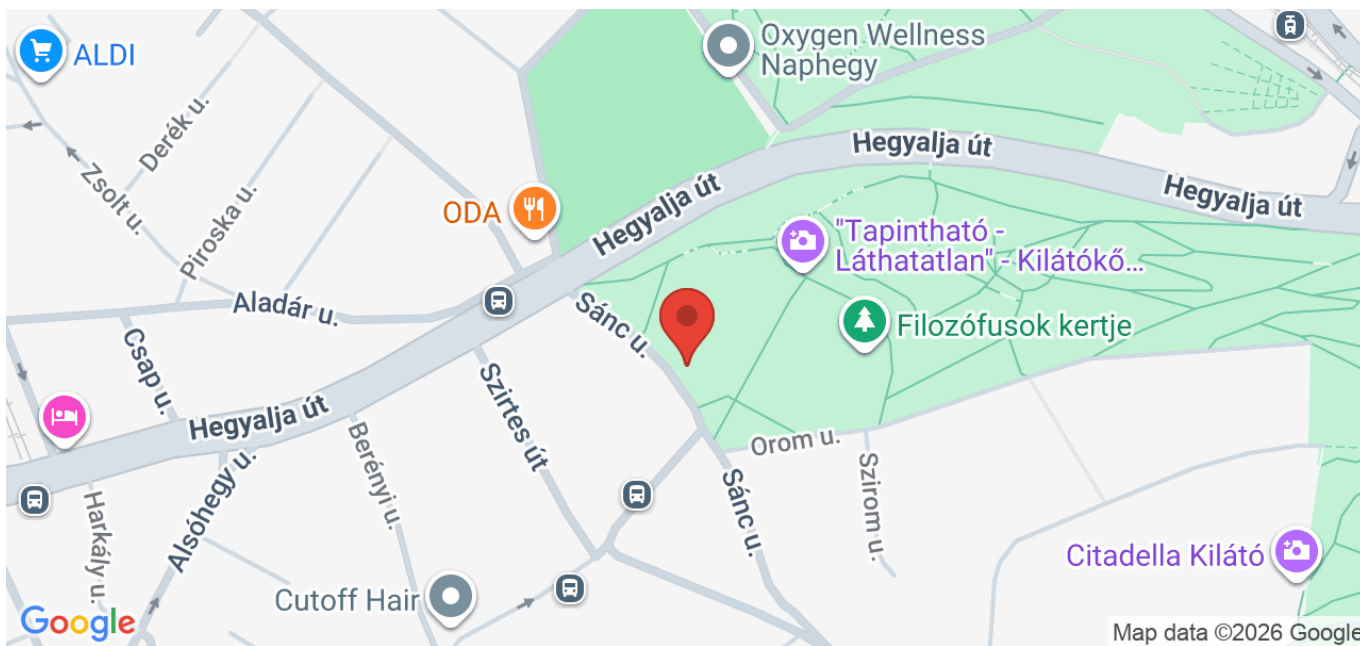 ALDI
Oxygen Wellness
Naphegy
Derék u.
Zsolt u.
Piroska u.
ODA
Hegyalja út
Hegyalja út
Hegyalja út
"Tapintható -
Láthatatlan" - Kilátókő...
Aladár u.
Sánc u.
Filozófusok kertje
Csap u.
Szirtes út
Hegyalja út
Berényi u.
Orom u.
Alsóhegy u.
Szirom u.
Sánc u.
Harkály u.
Citadella Kilátó
Cutoff Hair
Google
Map data ©2026 Google